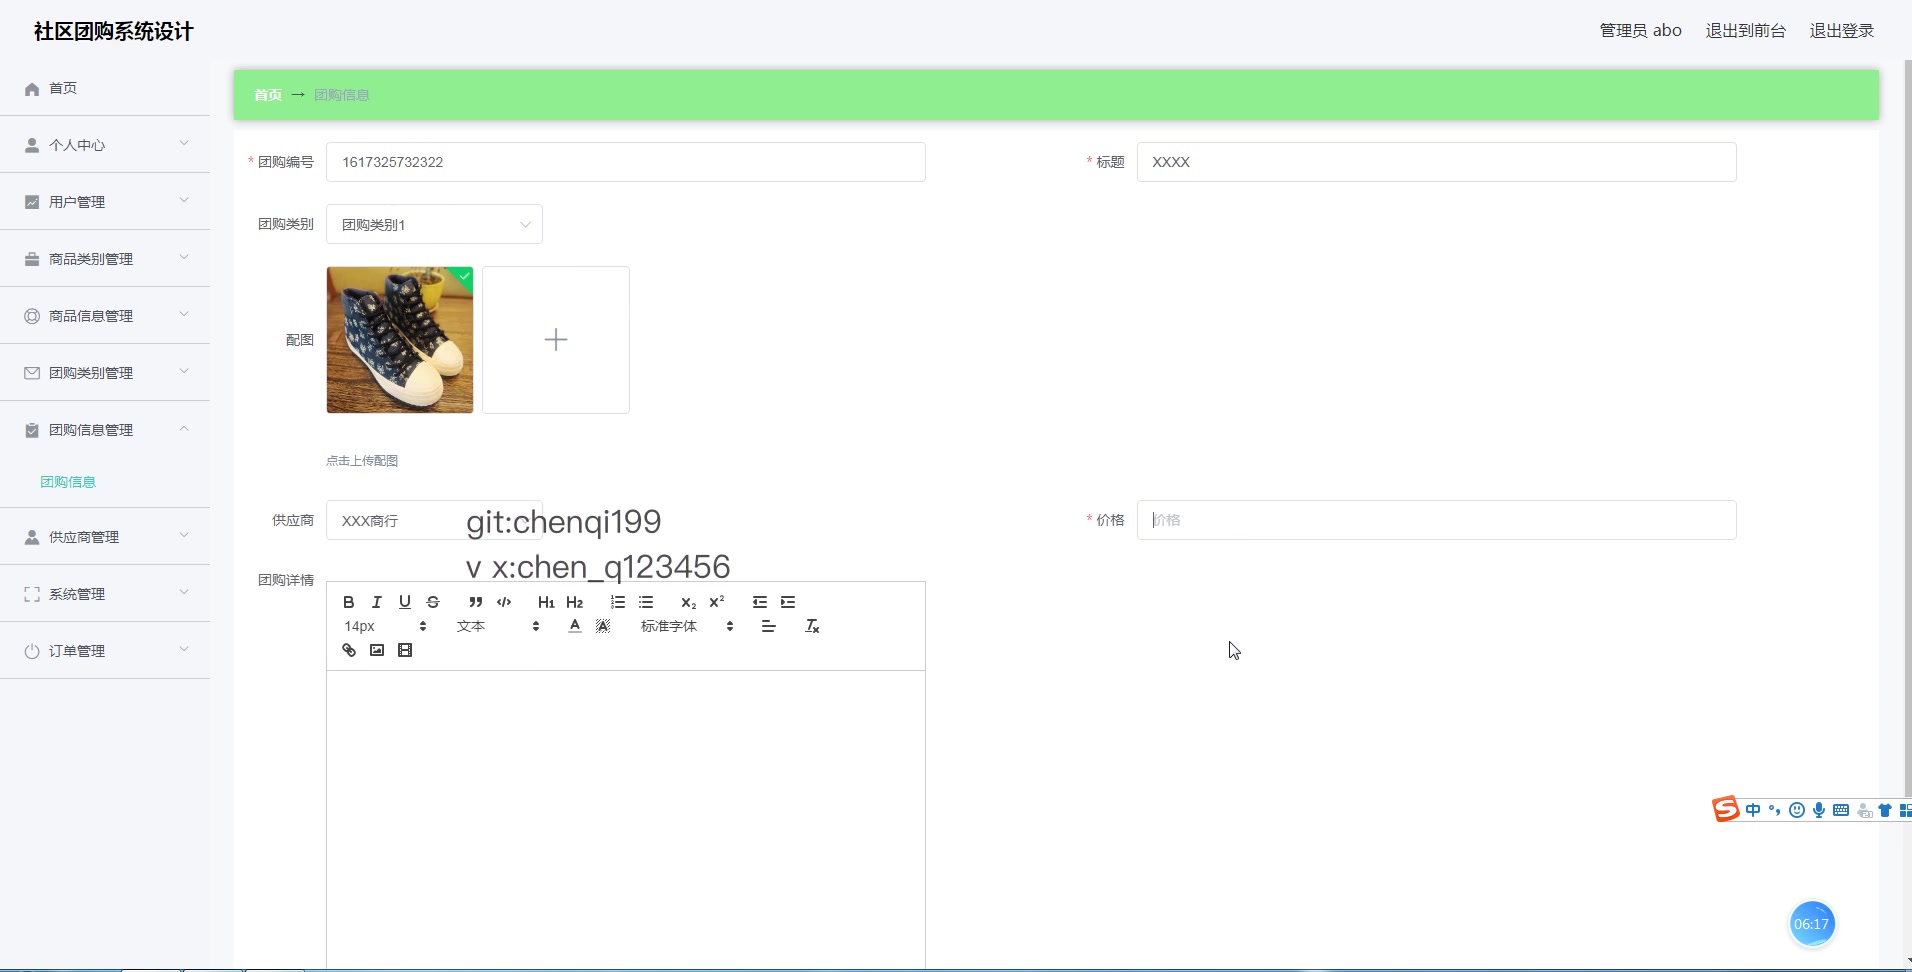 社区团购系统设计
管理员 abo 退出到前台 退出登录
首页
个人中心
用户管理
商品类别管理
商品信息管理
团购类别管理
团购信息管理
团购信息
供应商管理
系统管理
订单管理
首页 → 团购信息
* 团购编号 1617325732322
* 标题 XXXX
团购类别 团购类别1
配图
点击上传配图
供应商 XXX商行
* 价格 价格
git:chenqi199
v x:chen_q123456
团购详情
B I U S H1 H2 X2 X2
14px 文本 A A 标准字体 Tx
中
06:17